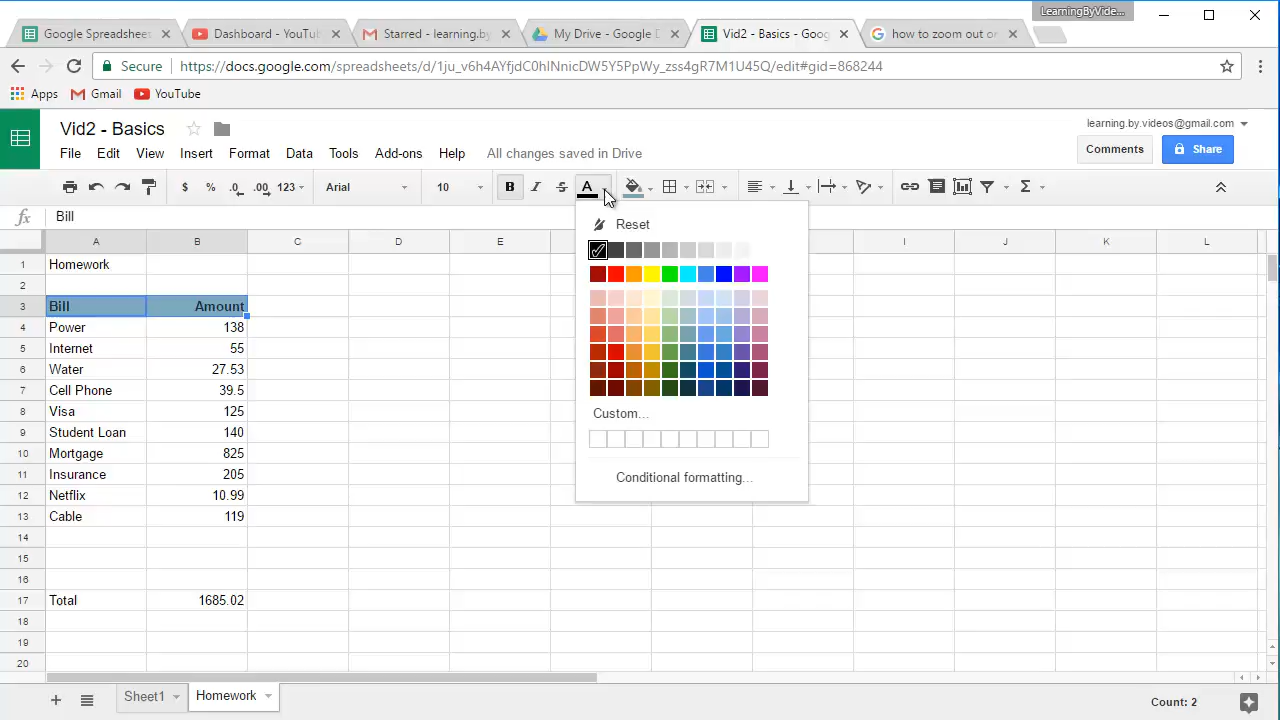 LearningByVide...
Google Spreadsheet
Dashboard - YouTu
Starred - learning.by
My Drive - Google D
Vid2 - Basics - Goog
how to zoom out or
Secure
https://docs.google.com/spreadsheets/d/1ju_v6h4AYfjdC0hINnicDW5Y5PpWy_zss4gR7M1U45Q/edit#gid=868244
Apps
Gmail
YouTube
Vid2 - Basics
learning.by.videos@gmail.com
File Edit View Insert Format Data Tools Add-ons Help All changes saved in Drive
Comments
Share
$ % .0 .00 123 Arial 10 B I S A Σ
fx Bill
A B C D E I J K L
1 Homework
2
3 Bill Amount
4 Power 138
5 Internet 55
6 Water 27.53
7 Cell Phone 39.5
8 Visa 125
9 Student Loan 140
10 Mortgage 825
11 Insurance 205
12 Netflix 10.99
13 Cable 119
14
15
16
17 Total 1685.02
18
19
20
Reset
Custom...
Conditional formatting...
Sheet1
Homework
Count: 2